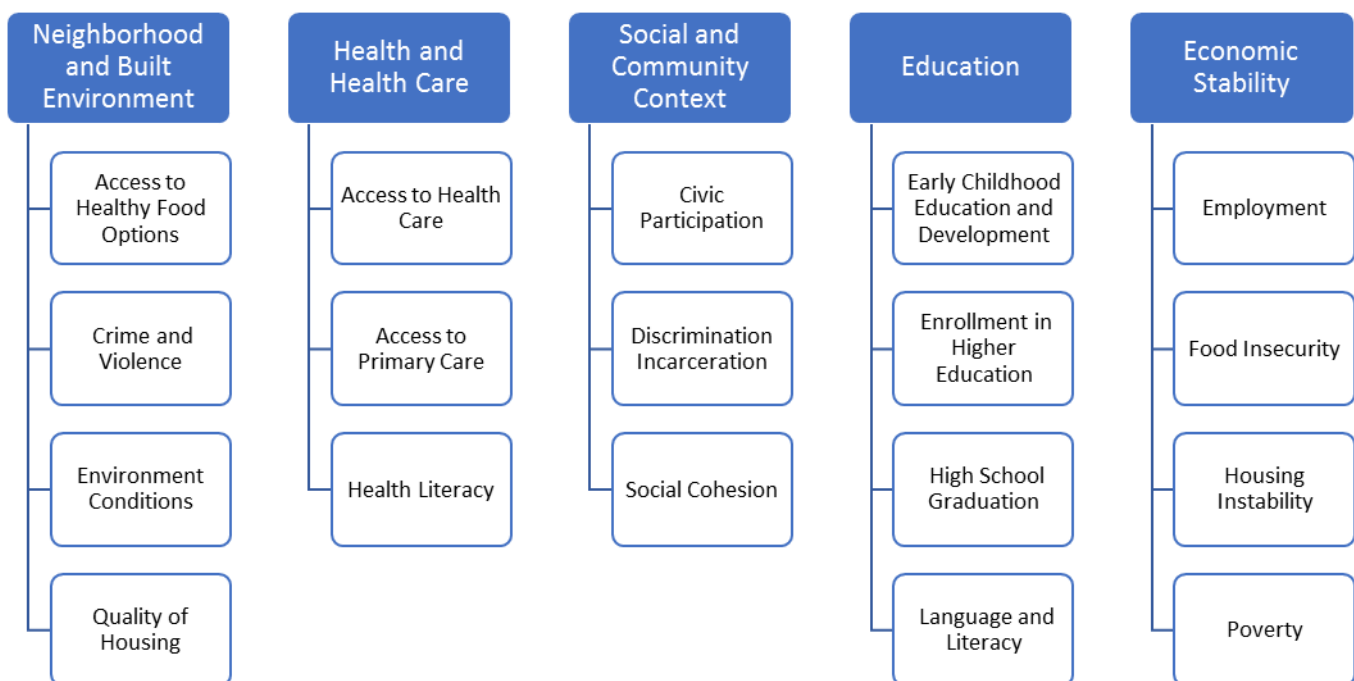 Neighborhood
and Built
Environment
Access to
Healthy Food
Options
Crime and
Violence
Environment
Conditions
Quality of
Housing
Health and
Health Care
Access to Health
Care
Access to
Primary Care
Health Literacy
Social and
Community
Context
Civic
Participation
Discrimination
Incarceration
Social Cohesion
Education
Early Childhood
Education and
Development
Enrollment in
Higher
Education
High School
Graduation
Language and
Literacy
Economic
Stability
Employment
Food Insecurity
Housing
Instability
Poverty